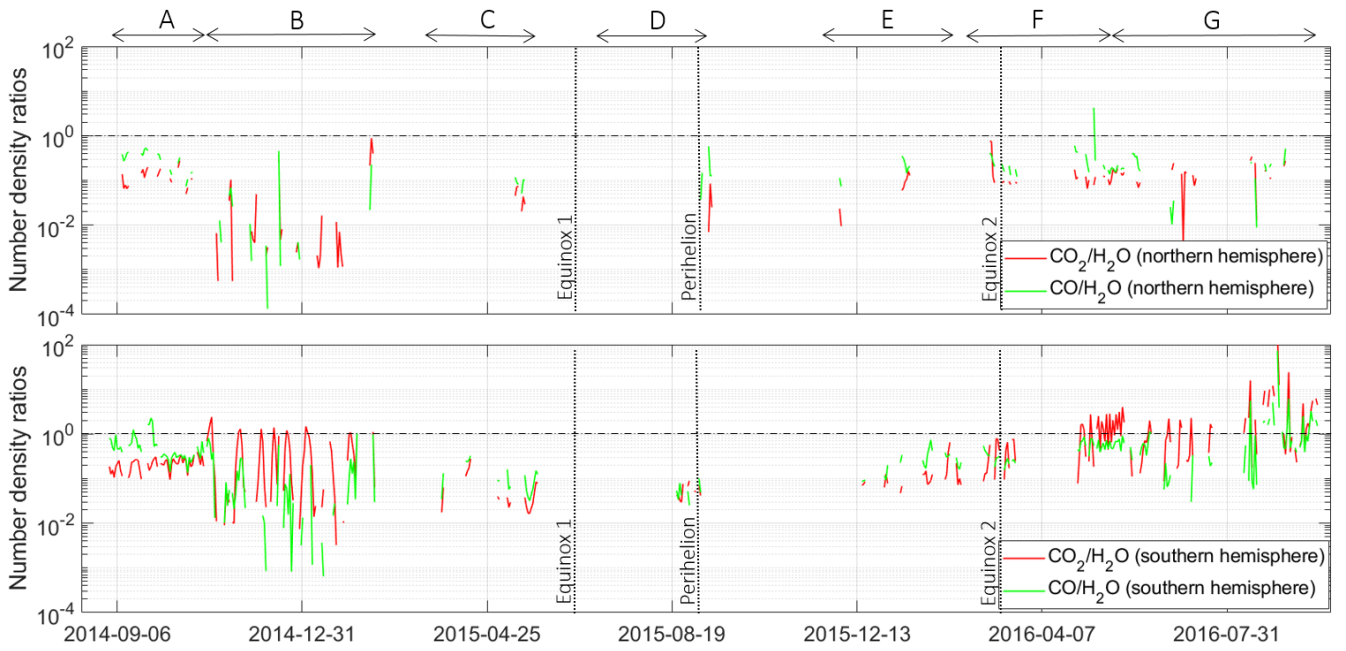 A B C D E F G
10²
10⁰
10⁻²
10⁻⁴
Number density ratios
Equinox 1
Perihelion
Equinox 2
CO₂/H₂O (northern hemisphere)
CO/H₂O (northern hemisphere)
10²
10⁰
10⁻²
10⁻⁴
Number density ratios
Equinox 1
Perihelion
Equinox 2
CO₂/H₂O (southern hemisphere)
CO/H₂O (southern hemisphere)
2014-09-06 2014-12-31 2015-04-25 2015-08-19 2015-12-13 2016-04-07 2016-07-31